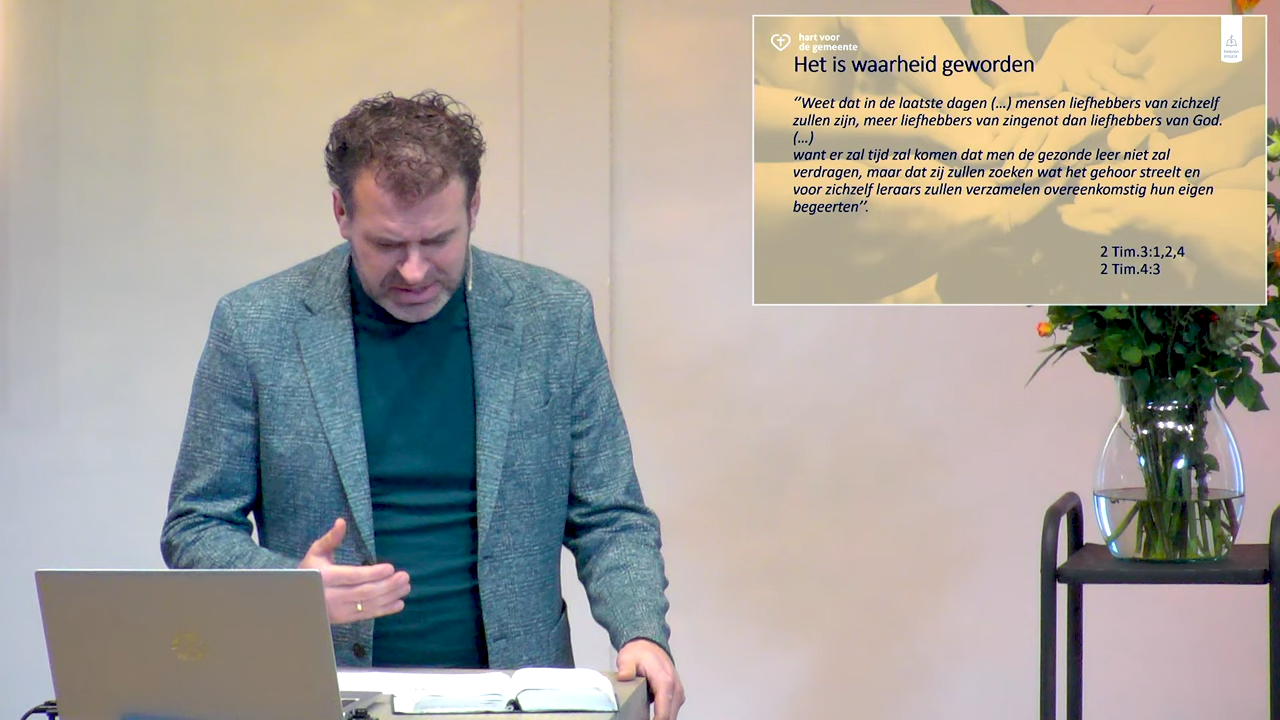 hart voor
de gemeente
Het is waarheid geworden
‘’Weet dat in de laatste dagen (…) mensen liefhebbers van zichzelf
zullen zijn, meer liefhebbers van zingenot dan liefhebbers van God.
(…)
want er zal tijd zal komen dat men de gezonde leer niet zal
verdragen, maar dat zij zullen zoeken wat het gehoor streelt en
voor zichzelf leraars zullen verzamelen overeenkomstig hun eigen
begeerten’’.
2 Tim.3:1,2,4
2 Tim.4:3